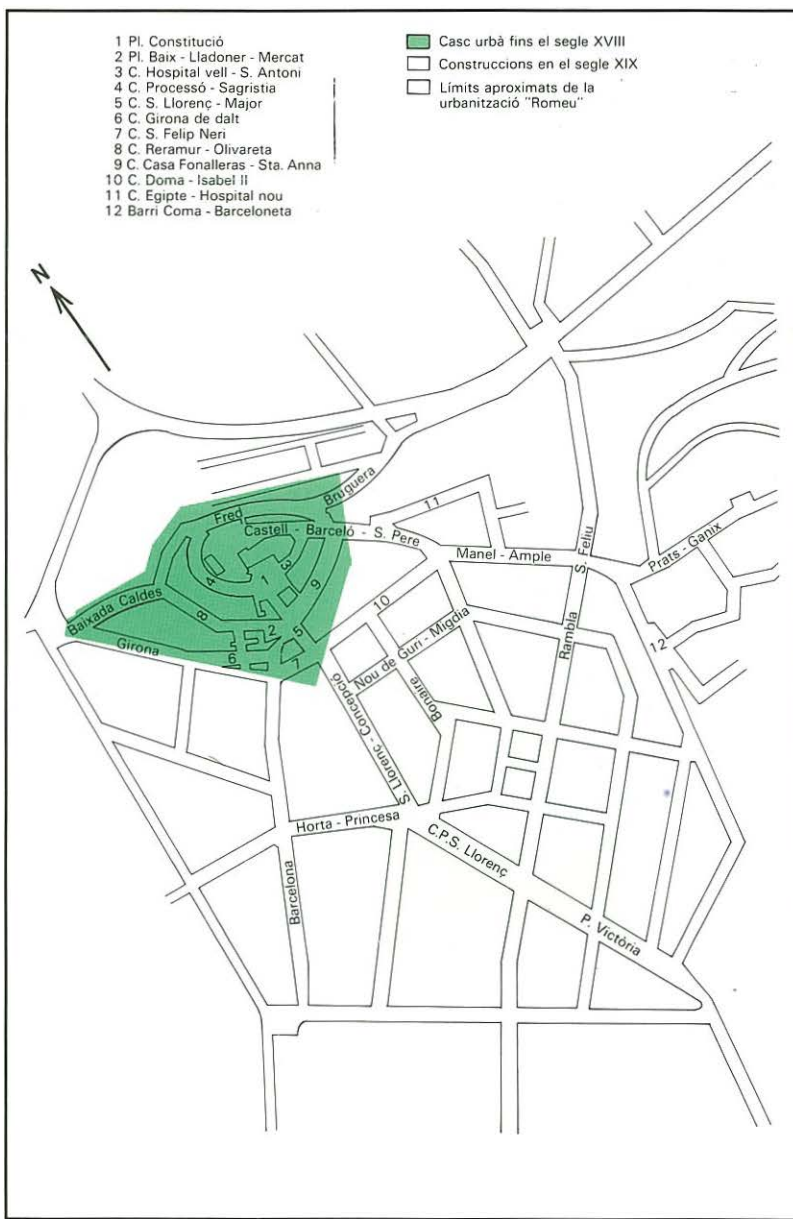 1 Pl. Constitució
2 Pl. Baix - Lladoner - Mercat
3 C. Hospital vell - S. Antoni
4 C. Processó - Sagristia
5 C. S. Llorenç - Major
6 C. Girona de dalt
7 C. S. Felip Neri
8 C. Reramur - Olivareta
9 C. Casa Fonalleras - Sta. Anna
10 C. Doma - Isabel II
11 C. Egipte - Hospital nou
12 Barri Coma - Barceloneta
Casc urbà fins el segle XVIII
Construccions en el segle XIX
Límits aproximats de la
urbanització "Romeu"
N
Bruguera
Fred
11
Castell - Barceló - S. Pere
Manel - Ample
S. Feliu
Prats - Ganix
4
1
3
9
Baixada Caldes
8
10
2
5
Girona
6
7
Nou de Guri - Migdia
Rambla
12
Bonaire
S. Llorenç - Concepció
Horta - Princesa
C.P.S. Llorenç
Barcelona
P. Victória